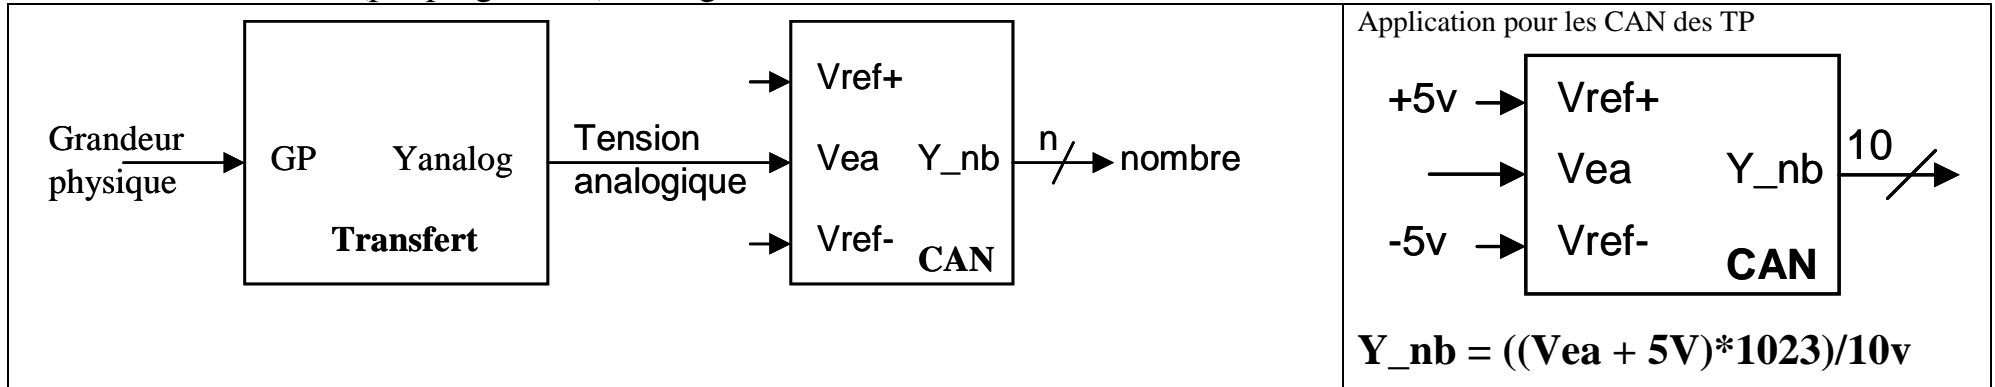 Grandeur
physique
GP Yanalog
Transfert
Tension
analogique
Vref+
Vea Y_nb
Vref-
CAN
n
nombre
Application pour les CAN des TP
+5v
-5v
Vref+
Vea Y_nb
Vref-
CAN
10
Y_nb = ((Vea + 5V)*1023)/10v